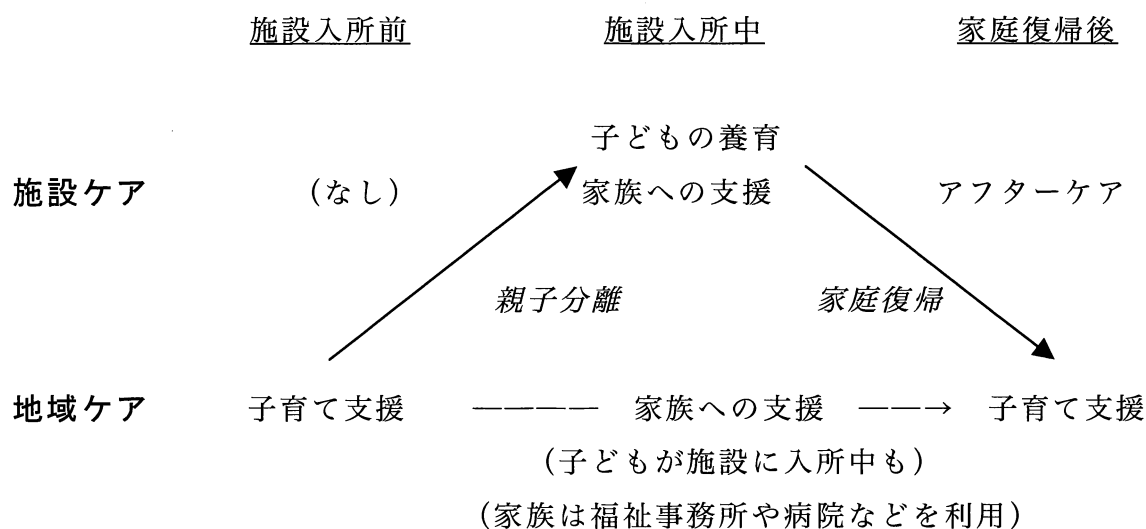 施設入所前 施設入所中 家庭復帰後
子どもの養育
施設ケア (なし) 家族への支援 アフターケア
親子分離 家庭復帰
地域ケア 子育て支援 ―――― 家族への支援 ――→ 子育て支援
(子どもが施設に入所中も)
(家族は福祉事務所や病院などを利用)